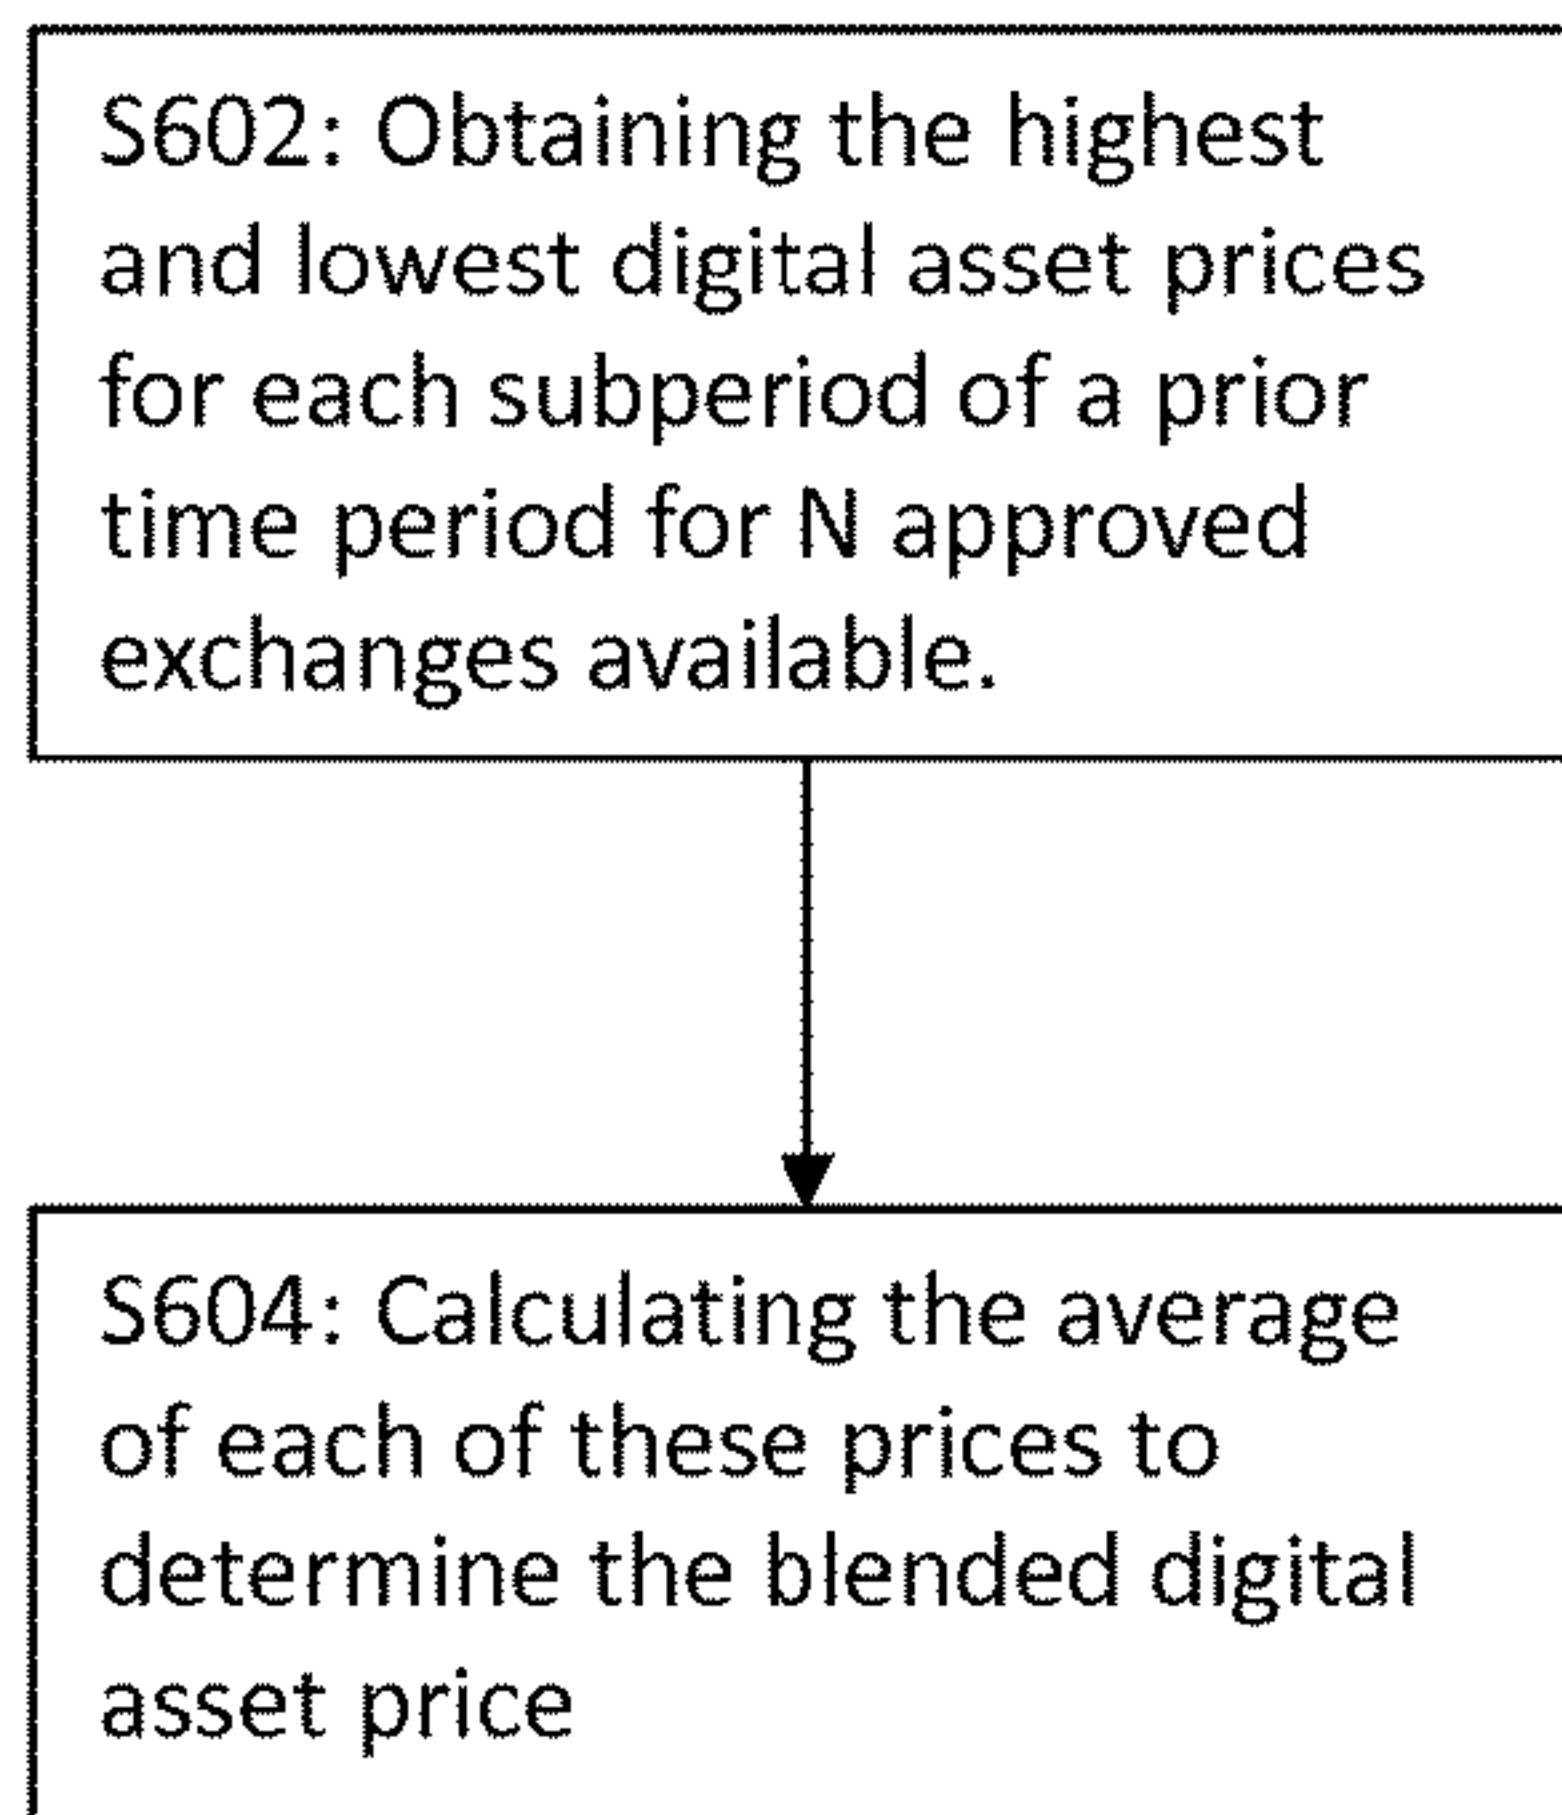 S602: Obtaining the highest
and lowest digital asset prices
for each subperiod of a prior
time period for N approved
exchanges available.
S604: Calculating the average
of each of these prices to
determine the blended digital
asset price